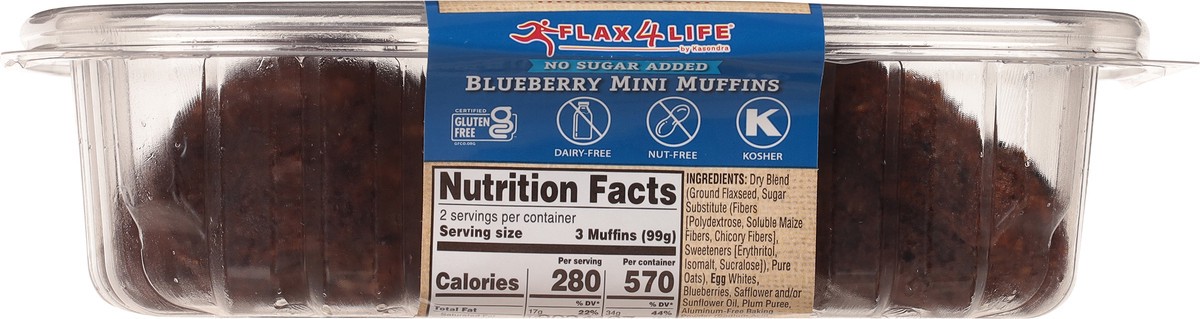 FLAX4LIFE®
by Kasondra
NO SUGAR ADDED
BLUEBERRY MINI MUFFINS
CERTIFIED
GLUTEN
FREE
GFCO.ORG
DAIRY-FREE
NUT-FREE
K
KOSHER
Nutrition Facts
2 servings per container
Serving size 3 Muffins (99g)
Per serving Per container
Calories 280 570
% DV* % DV*
Total Fat 17g 22% 34g 44%
INGREDIENTS: Dry Blend
(Ground Flaxseed, Sugar
Substitute (Fibers
[Polydextrose, Soluble Maize
Fibers, Chicory Fibers],
Sweeteners [Erythritol,
Isomalt, Sucralose]), Pure
Oats), Egg Whites,
Blueberries, Safflower and/or
Sunflower Oil, Plum Puree,
Aluminum-Free Baking